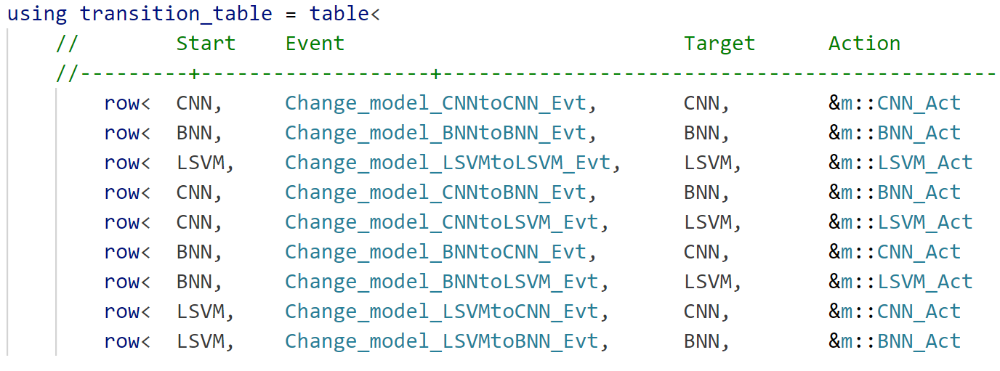 using transition_table = table<
// Start Event Target Action
//---------+-------------------+----------------------------------------------
row< CNN, Change_model_CNNtoCNN_Evt, CNN, &m::CNN_Act
row< BNN, Change_model_BNNtoBNN_Evt, BNN, &m::BNN_Act
row< LSVM, Change_model_LSVMtoLSVM_Evt, LSVM, &m::LSVM_Act
row< CNN, Change_model_CNNtoBNN_Evt, BNN, &m::BNN_Act
row< CNN, Change_model_CNNtoLSVM_Evt, LSVM, &m::LSVM_Act
row< BNN, Change_model_BNNtoCNN_Evt, CNN, &m::CNN_Act
row< BNN, Change_model_BNNtoLSVM_Evt, LSVM, &m::LSVM_Act
row< LSVM, Change_model_LSVMtoCNN_Evt, CNN, &m::CNN_Act
row< LSVM, Change_model_LSVMtoBNN_Evt, BNN, &m::BNN_Act